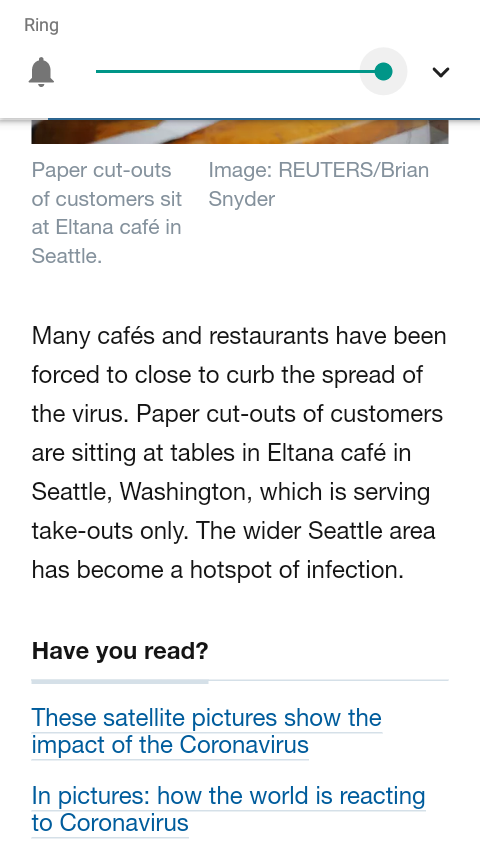 Ring
Paper cut-outs
of customers sit
at Eltana café in
Seattle.
Image: REUTERS/Brian
Snyder
Many cafés and restaurants have been
forced to close to curb the spread of
the virus. Paper cut-outs of customers
are sitting at tables in Eltana café in
Seattle, Washington, which is serving
take-outs only. The wider Seattle area
has become a hotspot of infection.
Have you read?
These satellite pictures show the
impact of the Coronavirus
In pictures: how the world is reacting
to Coronavirus